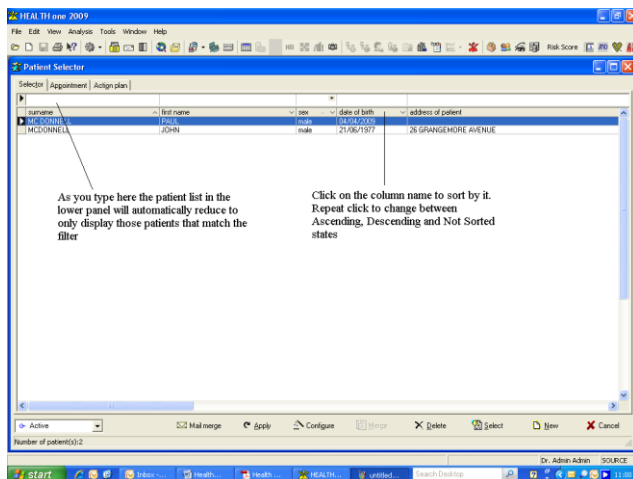 HEALTH one 2009
File Edit View Analysis Tools Window Help
Risk Score
Patient Selector
Selector Appointment Action plan
*
surname first name sex date of birth address of patient
MC DONNELL PAUL male 04/04/2009
MCDONNELL JOHN male 21/06/1977 26 GRANGEMORE AVENUE
As you type here the patient list in the
lower panel will automatically reduce to
only display those patients that match the
filter
Click on the column name to sort by it.
Repeat click to change between
Ascending, Descending and Not Sorted
states
Active Mail merge Apply Configure Merge Delete Select New Cancel
Number of patient(s):2
Dr. Admin Admin SOURCE
start Inbox -... Health... Health ... HEALTH... untitled... Search Desktop 11:00